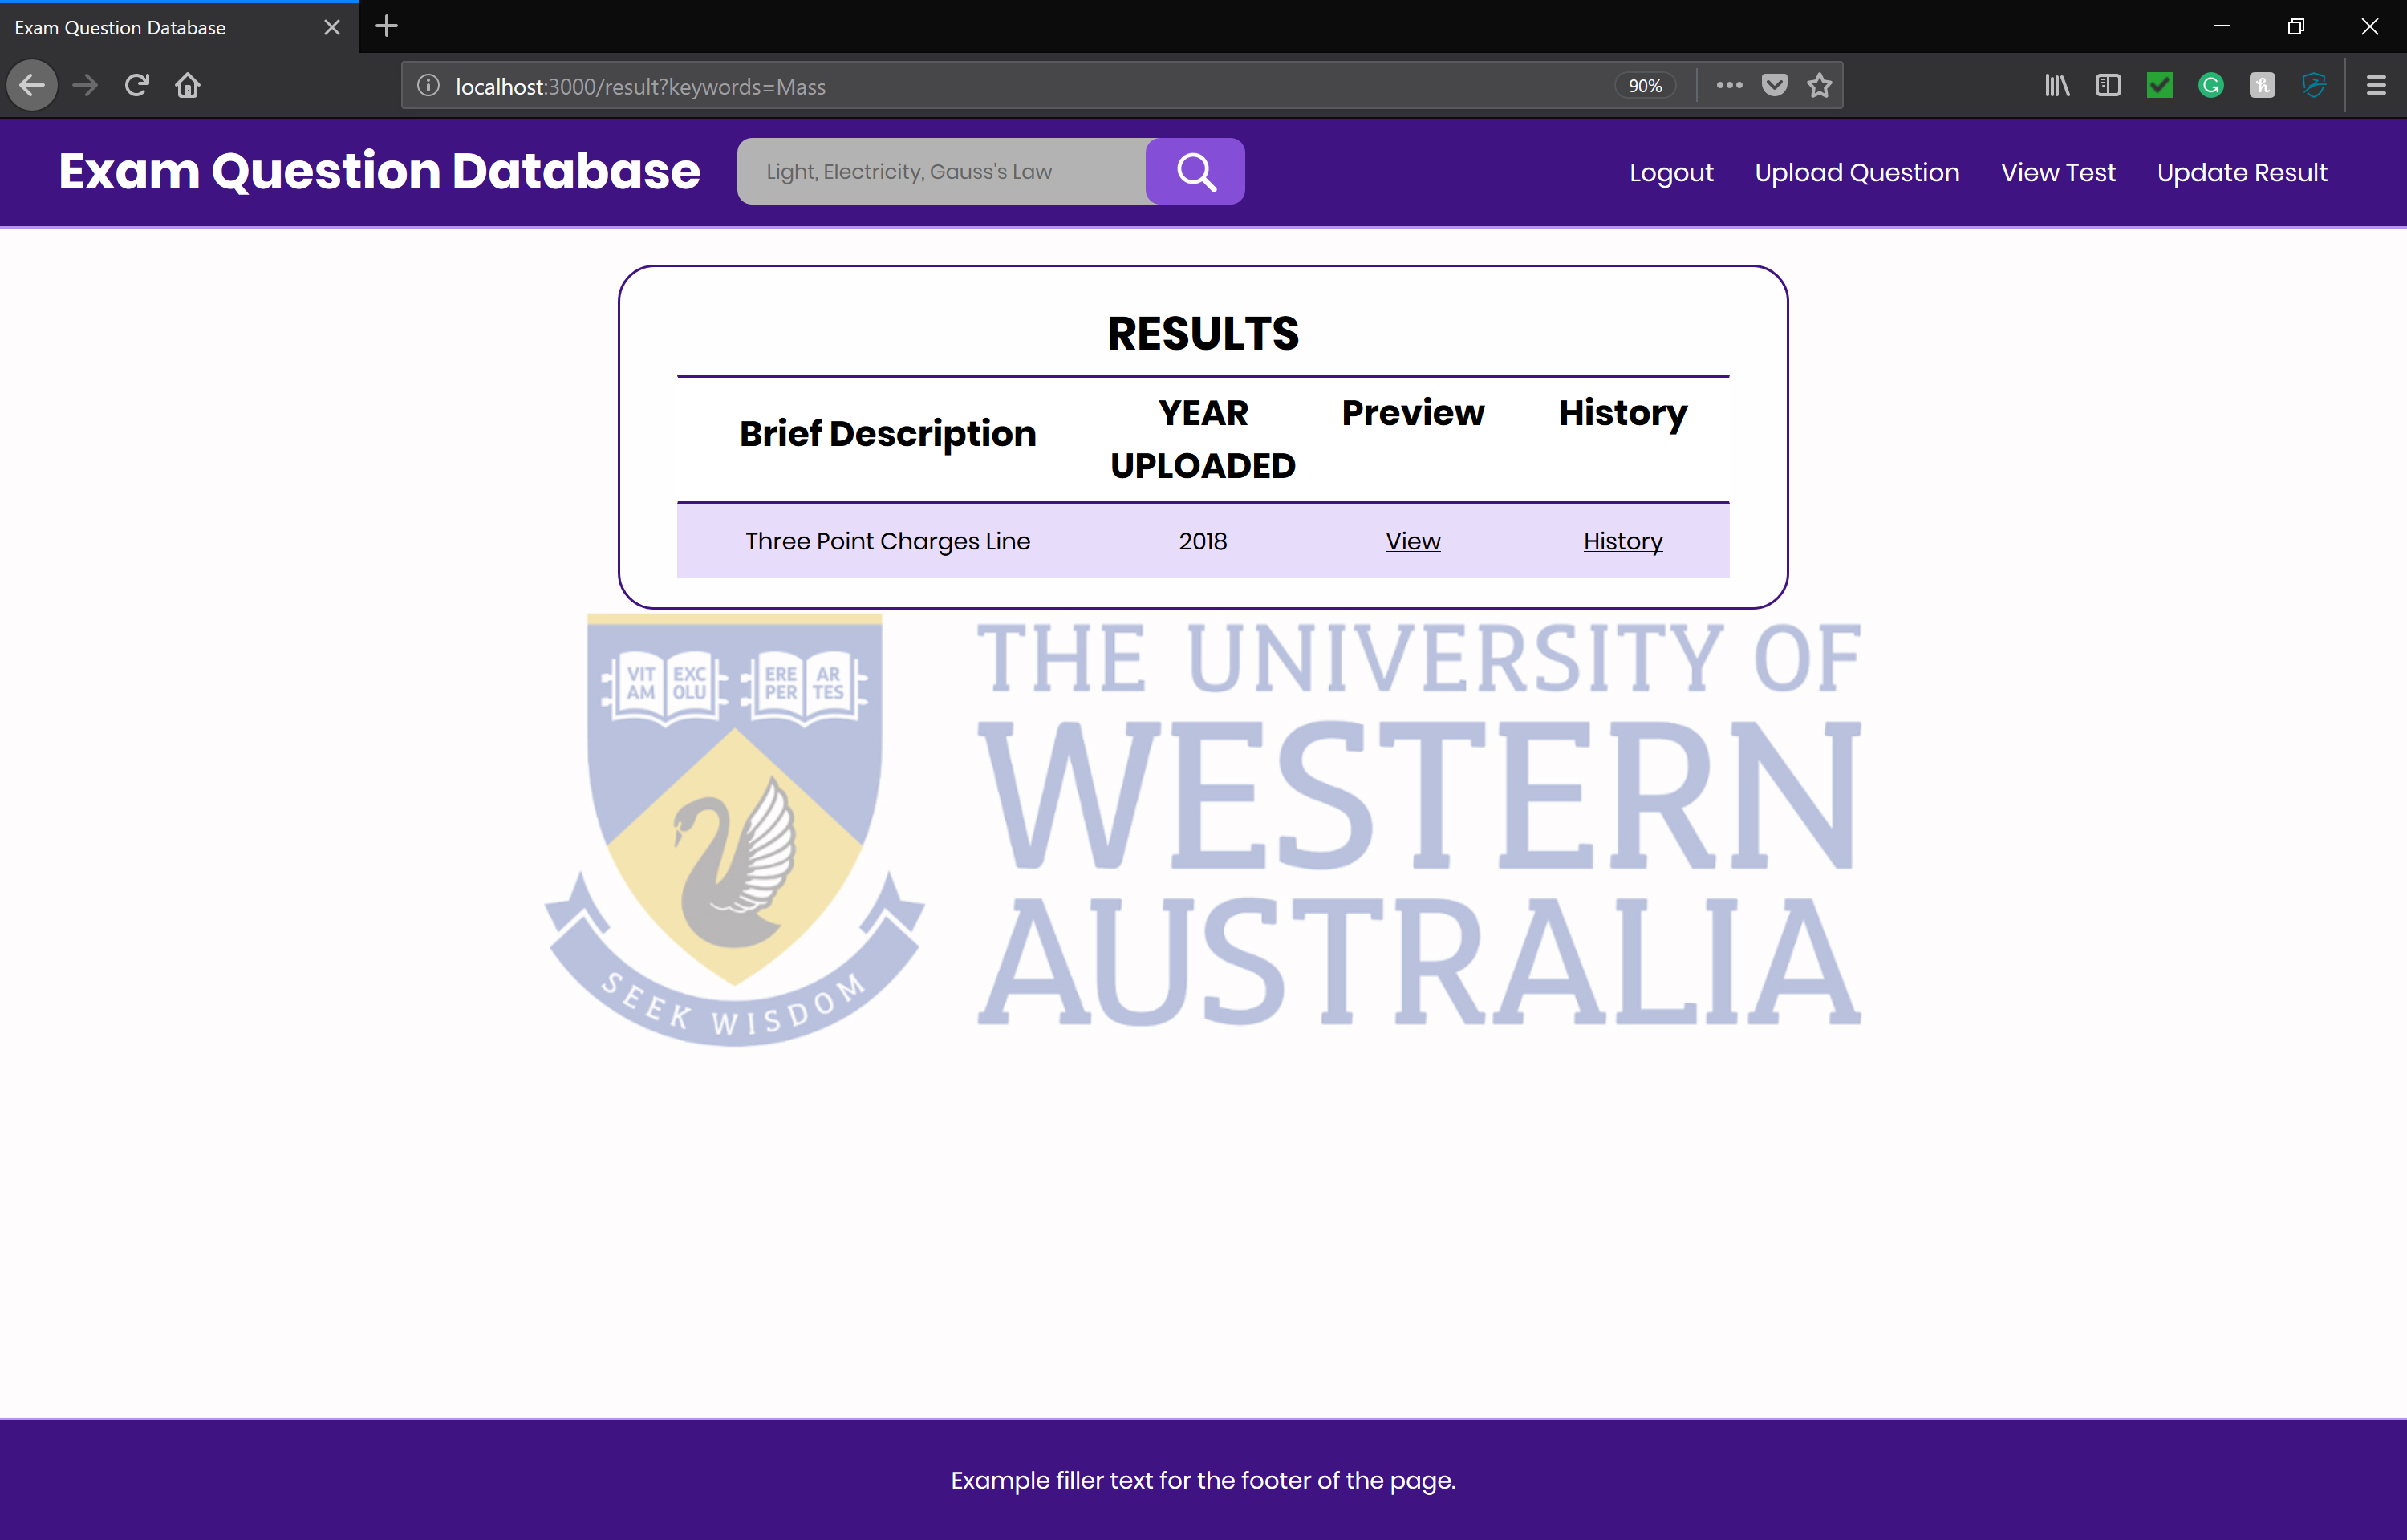 Exam Question Database
localhost:3000/result?keywords=Mass
90%
Exam Question Database
Light, Electricity, Gauss's Law
Logout Upload Question View Test Update Result
RESULTS
Brief Description YEAR UPLOADED Preview History
Three Point Charges Line 2018 View History
VIT AM EXC OLU ERE PER AR TES
SEEK WISDOM
THE UNIVERSITY OF
WESTERN
AUSTRALIA
Example filler text for the footer of the page.